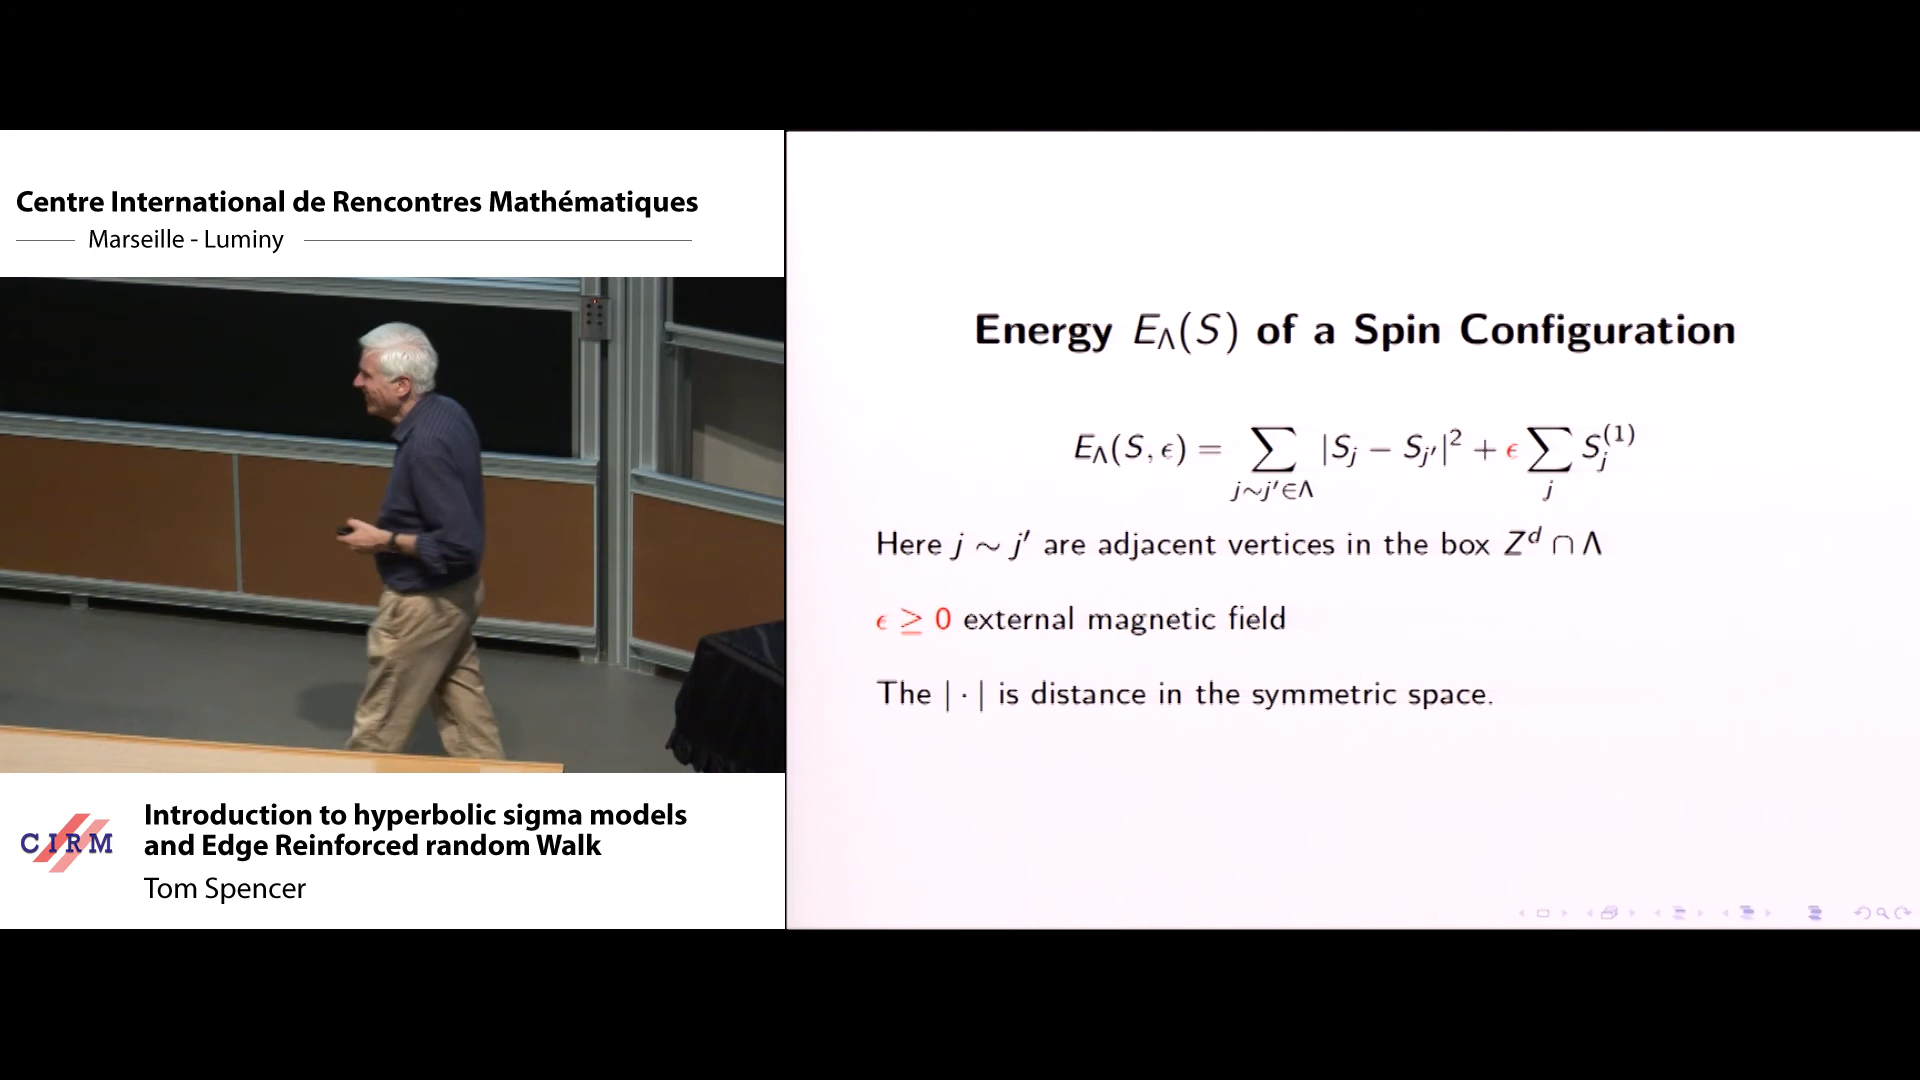 Centre International de Rencontres Mathématiques
Marseille - Luminy
Energy E_Λ(S) of a Spin Configuration
E_Λ(S, ϵ) = ∑_{j∼j′∈Λ} |S_j − S_{j′}|² + ϵ ∑_j S_j^{(1)}
Here j ∼ j′ are adjacent vertices in the box Z^d ∩ Λ
ϵ ≥ 0 external magnetic field
The | · | is distance in the symmetric space.
CIRM
Introduction to hyperbolic sigma models
and Edge Reinforced random Walk
Tom Spencer